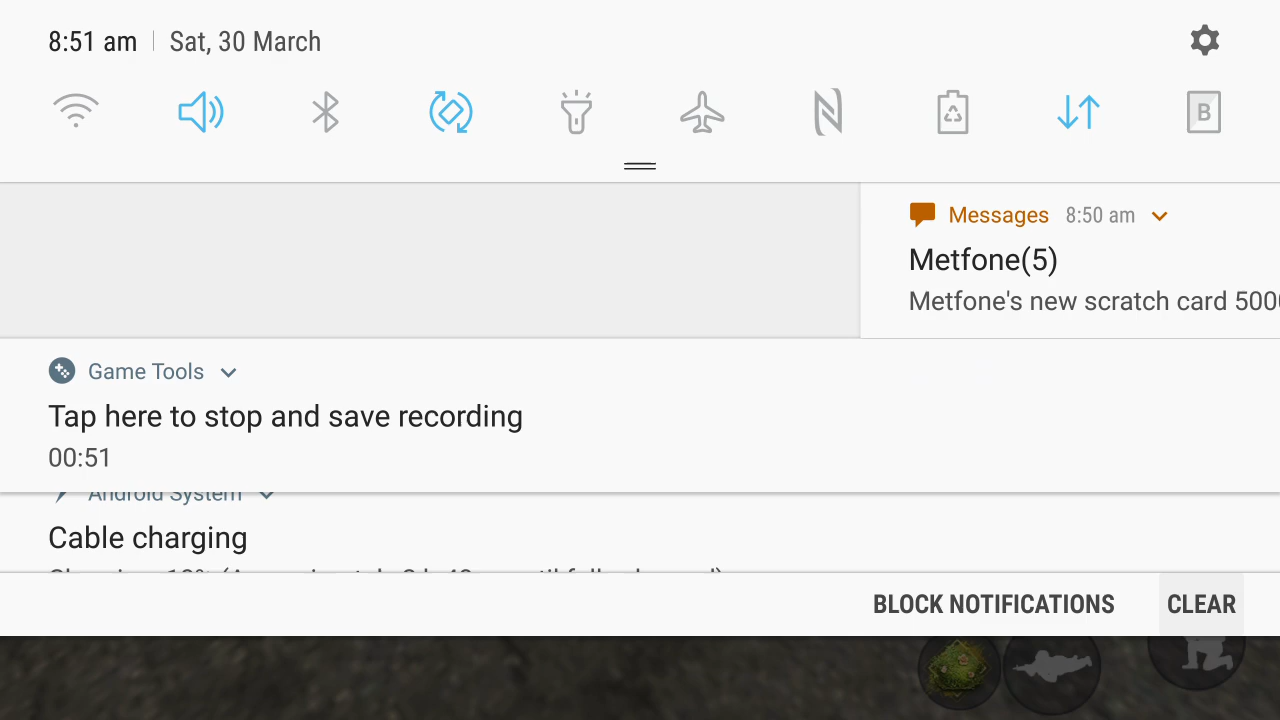 8:51 am Sat, 30 March
B
Messages 8:50 am
Metfone(5)
Metfone's new scratch card 500
Game Tools
Tap here to stop and save recording
00:51
Android System
Cable charging
BLOCK NOTIFICATIONS CLEAR